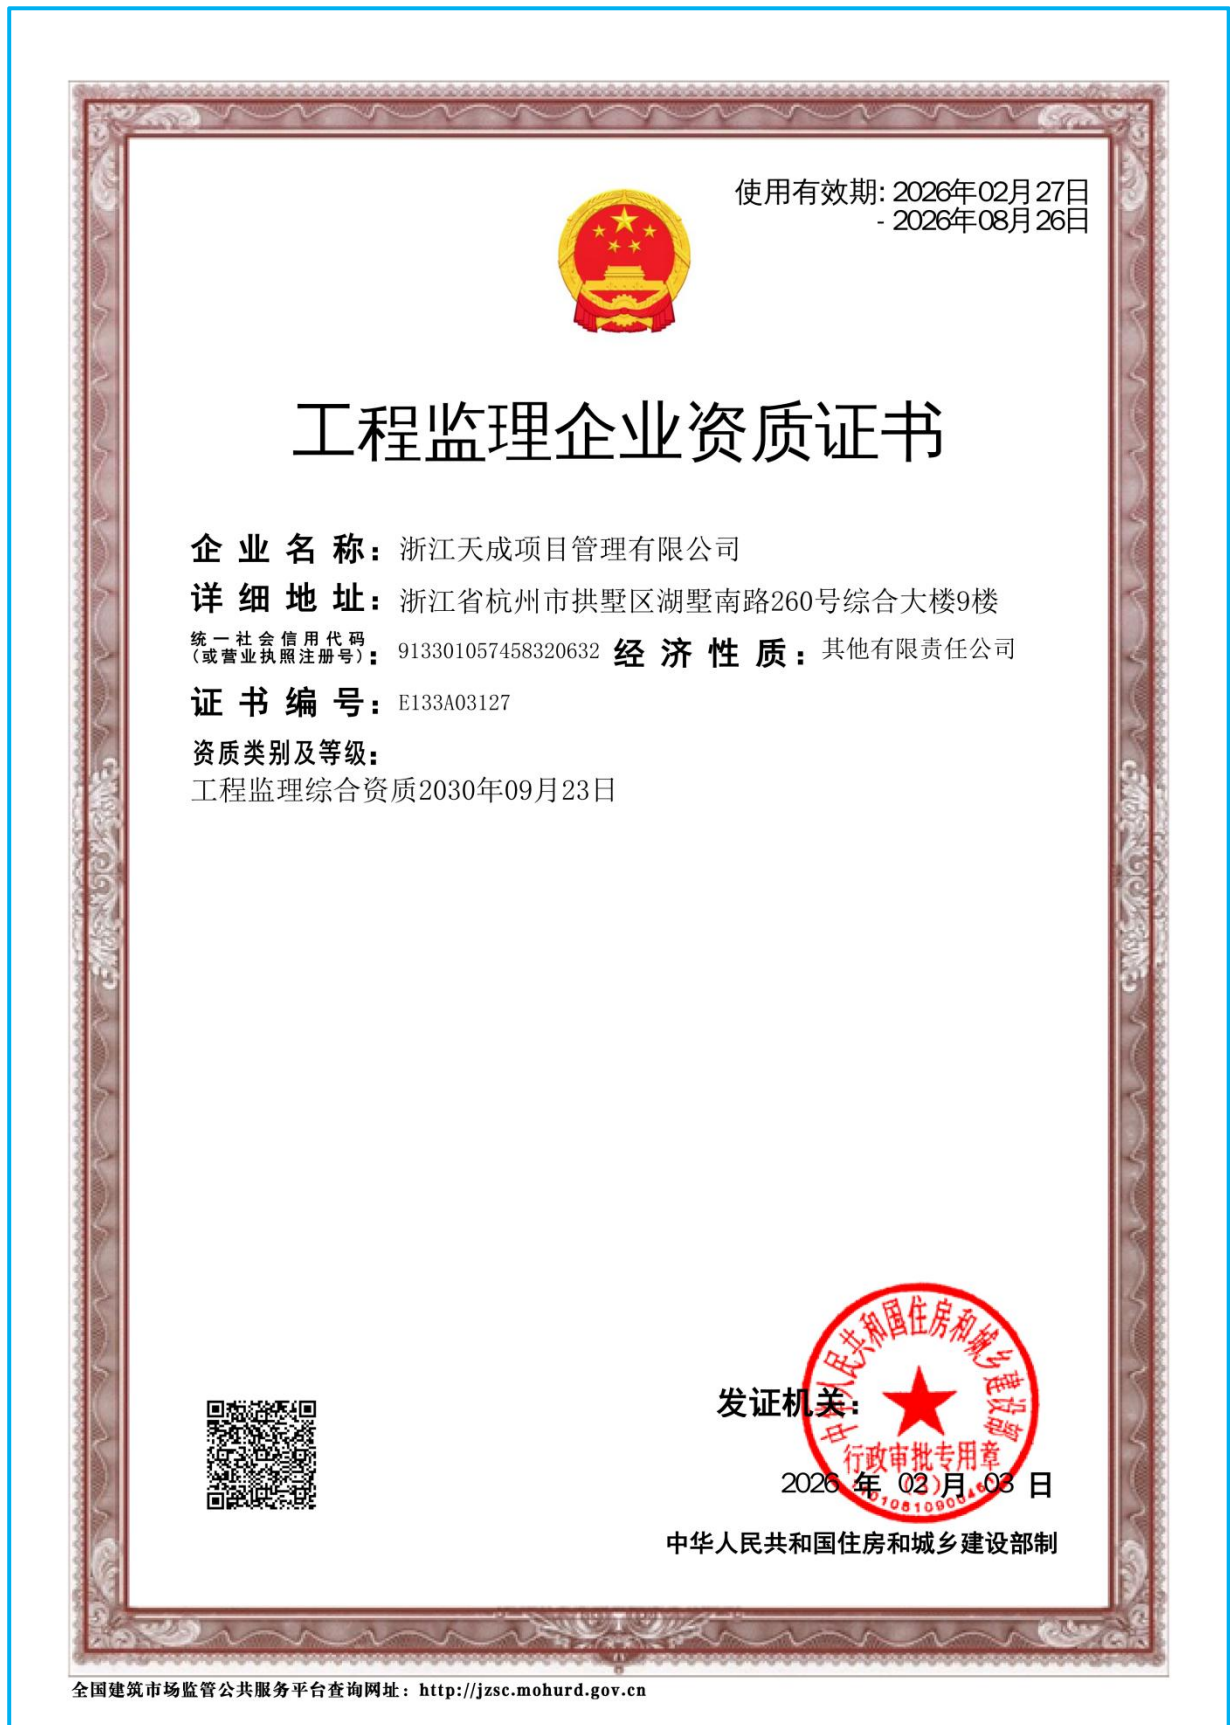 使用有效期: 2026年02月27日
- 2026年08月26日
工程监理企业资质证书
企业名称：浙江天成项目管理有限公司
详细地址：浙江省杭州市拱墅区湖墅南路260号综合大楼9楼
统一社会信用代码
(或营业执照注册号)：913301057458320632 经济性质：其他有限责任公司
证书编号：E133A03127
资质类别及等级：
工程监理综合资质2030年09月23日
中华人民共和国住房和城乡建设部
发证机关：
行政审批专用章
(3)
2026 年 02 月 03 日
中华人民共和国住房和城乡建设部制
全国建筑市场监管公共服务平台查询网址：http://jzsc.mohurd.gov.cn